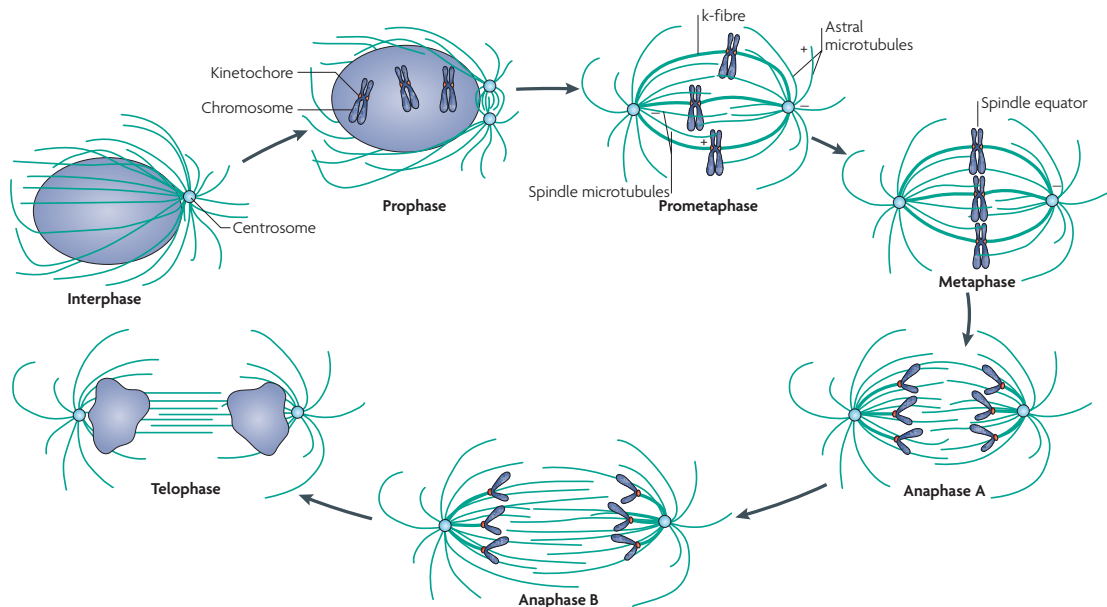 Interphase
Centrosome
Kinetochore
Chromosome
Prophase
k-fibre
Astral
microtubules
+
–
–
+
Spindle microtubules
Prometaphase
Spindle equator
–
Metaphase
Anaphase A
Anaphase B
Telophase